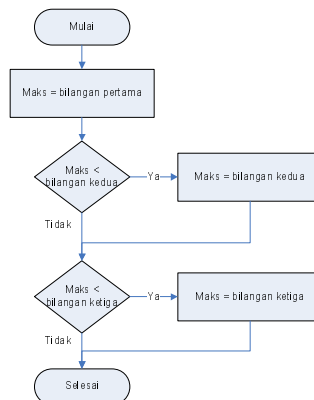 Mulai
Maks = bilangan pertama
Maks <
bilangan kedua
Ya
Maks = bilangan kedua
Tidak
Maks <
bilangan ketiga
Ya
Maks = bilangan ketiga
Tidak
Selesai